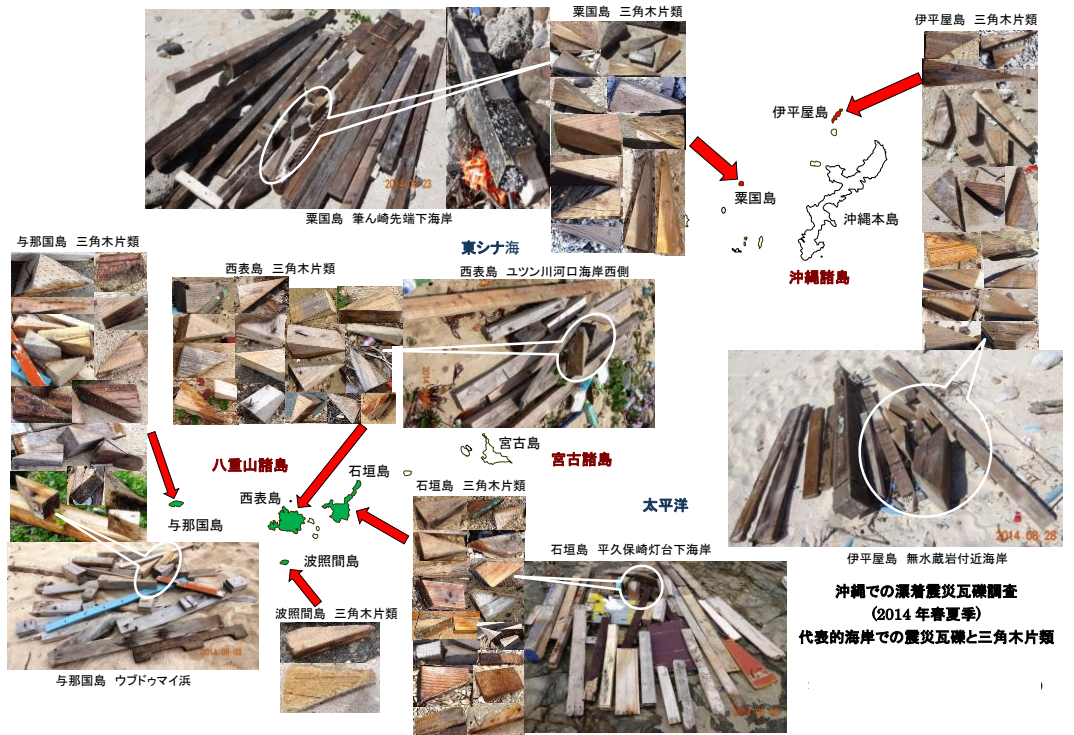 粟国島 三角木片類
伊平屋島 三角木片類
伊平屋島
粟国島
沖縄本島
2014 08 23
粟国島 筆ん崎先端下海岸
与那国島 三角木片類
東シナ海
西表島 三角木片類
西表島 ユツン川河口海岸西側
沖縄諸島
宮古島
八重山諸島
宮古諸島
石垣島
石垣島 三角木片類
西表島
太平洋
与那国島
2014 08 28
石垣島 平久保崎灯台下海岸
伊平屋島 無水蔵岩付近海岸
波照間島
沖縄での漂着震災瓦礫調査
(2014年春夏季)
代表的海岸での震災瓦礫と三角木片類
波照間島 三角木片類
与那国島 ウブドゥマイ浜